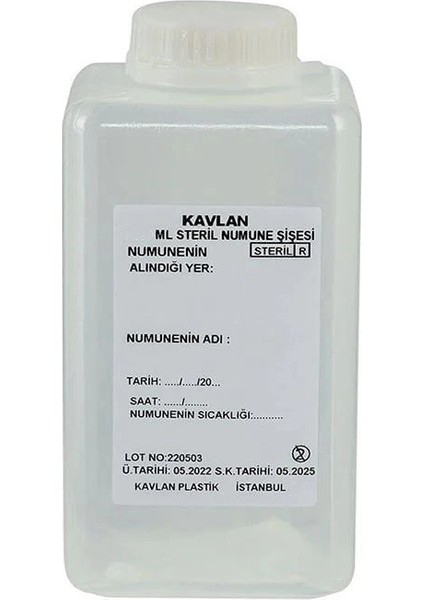 KAVLAN
ML STERİL NUMUNE ŞİŞESİ
NUMUNENİN STERİL R
ALINDIĞI YER:
NUMUNENİN ADI :
TARİH: ...../...../20...
SAAT: ....../........
NUMUNENİN SICAKLIĞI:..........
LOT NO:220503
Ü.TARİHİ: 05.2022 S.K.TARİHİ: 05.2025
KAVLAN PLASTİK İSTANBUL